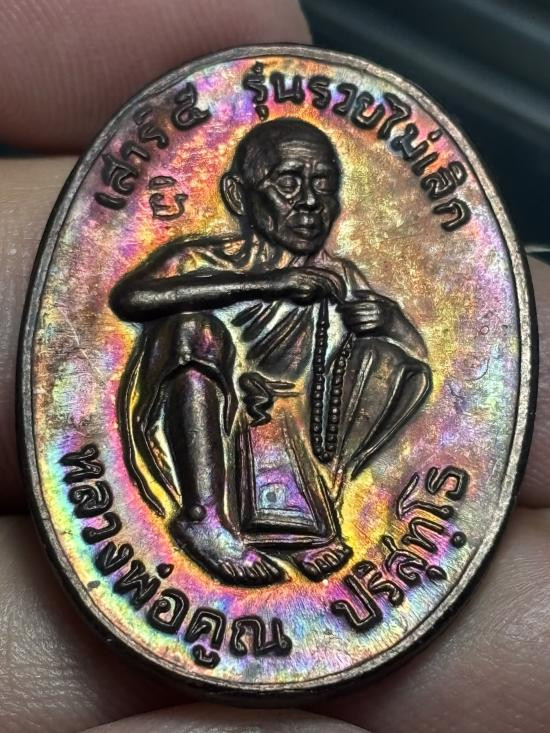 เสาร์ ๕ รุ่นรวยไม่เลิก
หลวงพ่อคูณ ปริสุทฺโธ